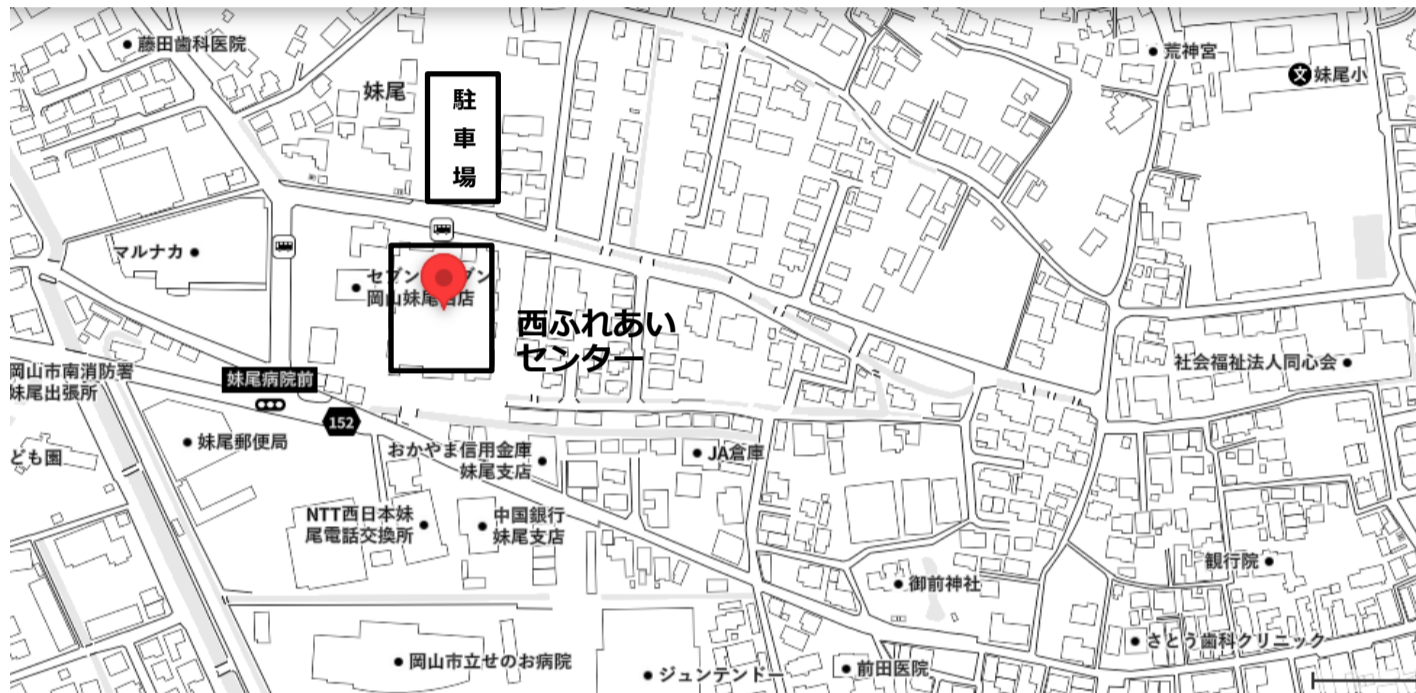 藤田歯科医院
荒神宮
文
妹尾小
妹尾
駐
車
場
マルナカ
セブン
ブン
岡山妹尾西店
西ふれあい
センター
社会福祉法人同心会
岡山市南消防署
妹尾出張所
妹尾病院前
152
妹尾郵便局
ども園
おかやま信用金庫
妹尾支店
JA倉庫
NTT西日本妹
尾電話交換所
中国銀行
妹尾支店
観行院
御前神社
さとう歯科クリニック
岡山市立せのお病院
ジュンテンドー
前田医院